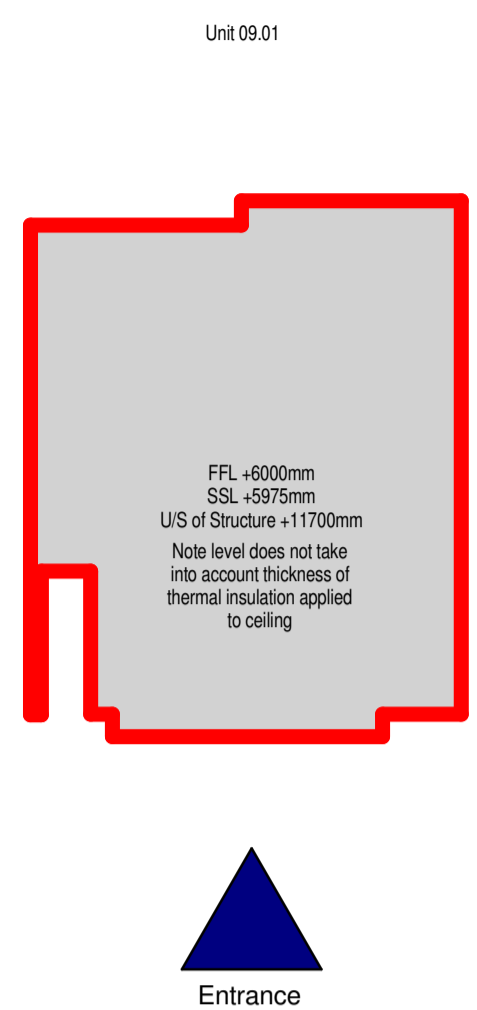 Unit 09.01
FFL +6000mm
SSL +5975mm
U/S of Structure +11700mm
Note level does not take
into account thickness of
thermal insulation applied
to ceiling
Entrance